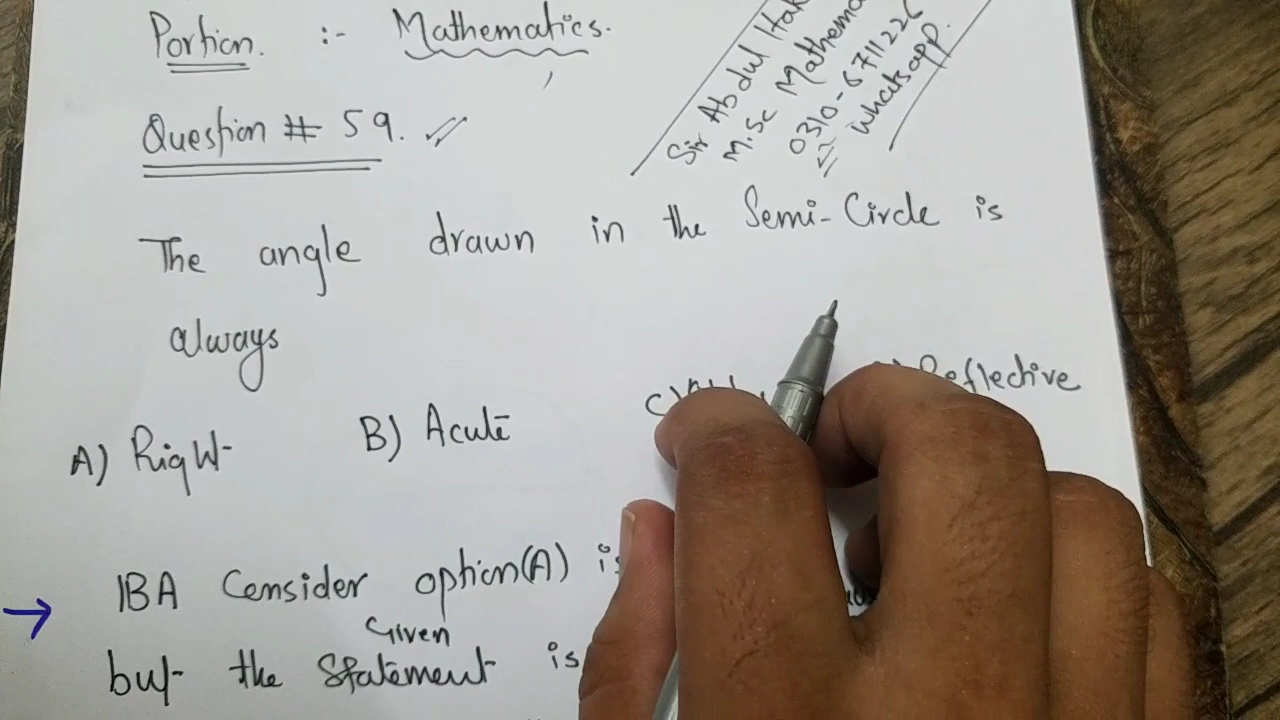 Portion. :- Mathematics.
Sir Abdul
M.Sc Mathema
0310-6711226
whatsapp.
Question # 59.
The angle drawn in the Semi-Circle is
always
A) Right
B) Acute
C)
Reflective
IBA Consider option(A) is
but the Given Statement is